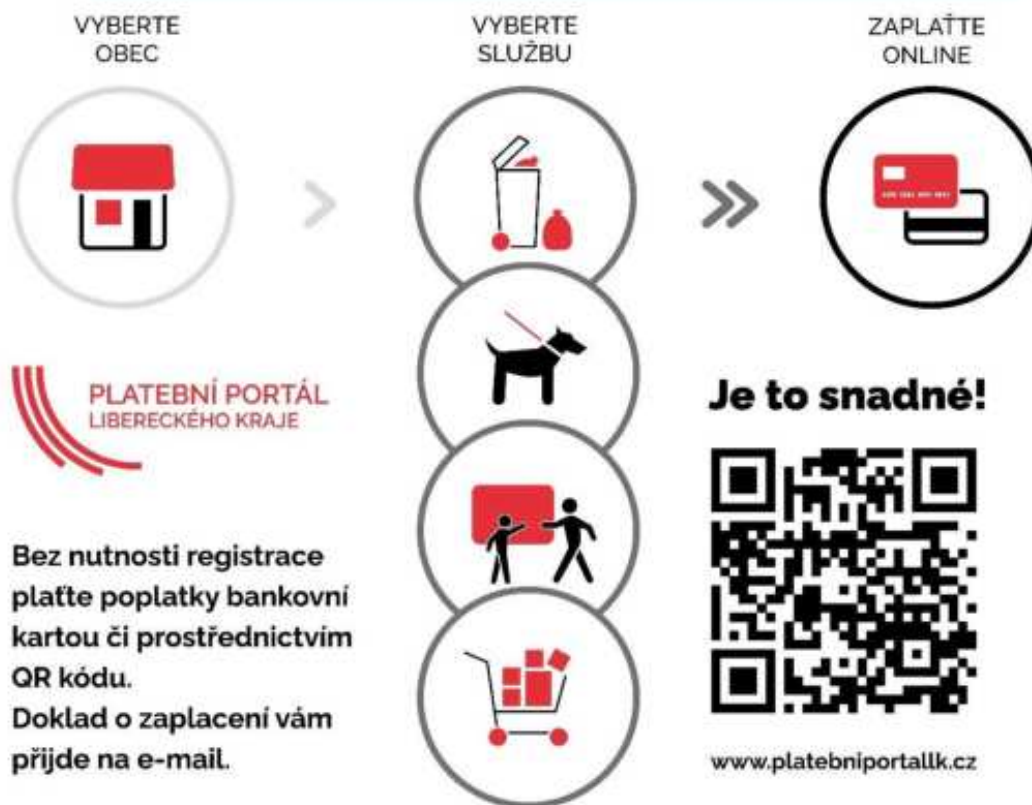 VYBERTE
OBEC
VYBERTE
SLUŽBU
ZAPLAŤTE
ONLINE
PLATEBNÍ PORTÁL
LIBERECKÉHO KRAJE
Je to snadné!
Bez nutnosti registrace
plaťte poplatky bankovní
kartou či prostřednictvím
QR kódu.
Doklad o zaplacení vám
přijde na e-mail.
www.platebniportallk.cz